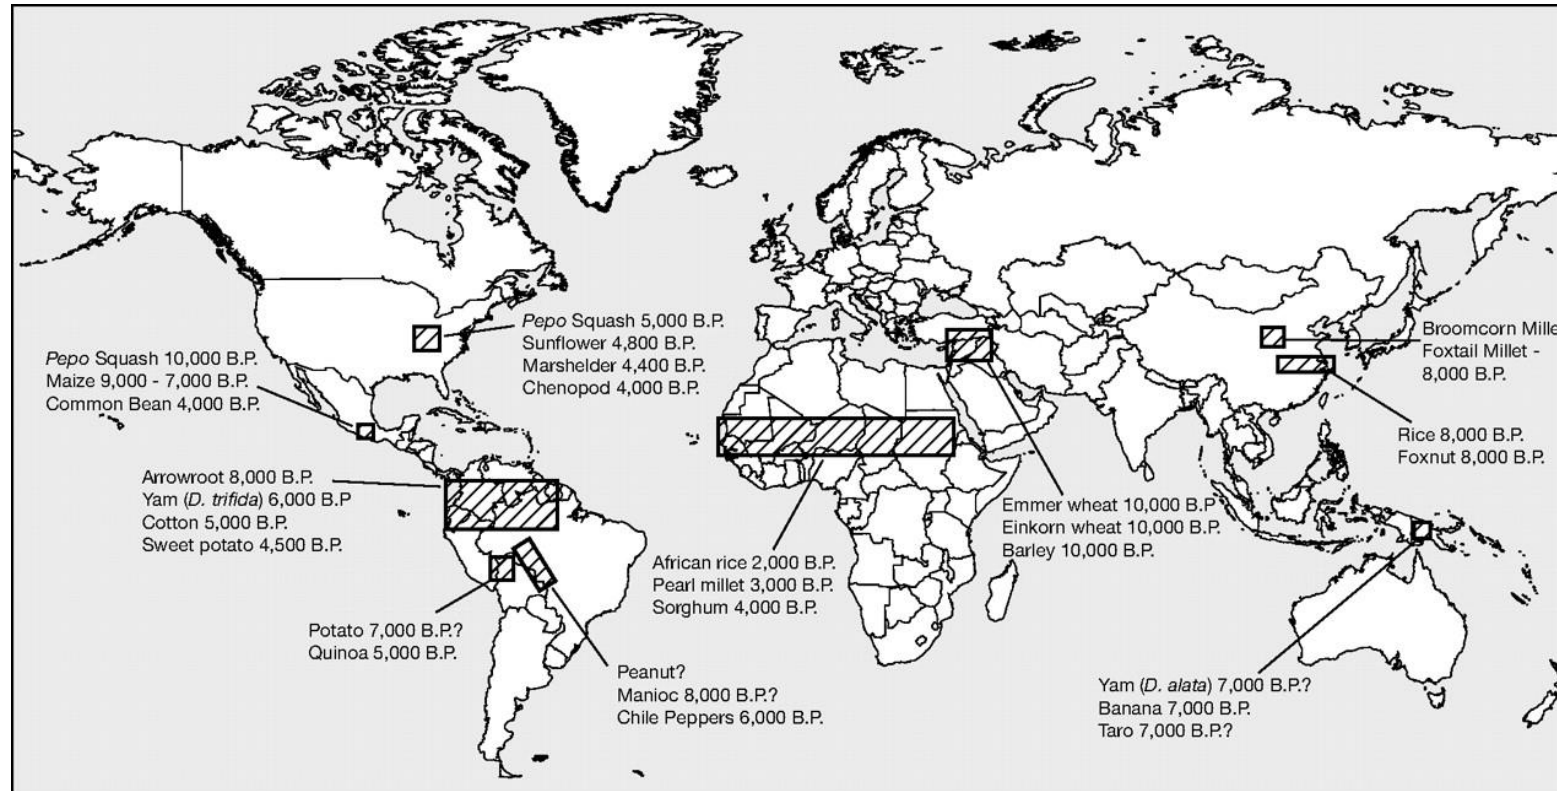 Pepo Squash 5,000 B.P.
Sunflower 4,800 B.P.
Marshelder 4,400 B.P.
Chenopod 4,000 B.P.
Pepo Squash 10,000 B.P.
Maize 9,000 - 7,000 B.P.
Common Bean 4,000 B.P.
Broomcorn Mille
Foxtail Millet -
8,000 B.P.
Rice 8,000 B.P.
Foxnut 8,000 B.P.
Arrowroot 8,000 B.P.
Yam (D. trifida) 6,000 B.P
Cotton 5,000 B.P.
Sweet potato 4,500 B.P.
Emmer wheat 10,000 B.P
Einkorn wheat 10,000 B.P.
Barley 10,000 B.P.
African rice 2,000 B.P.
Pearl millet 3,000 B.P.
Sorghum 4,000 B.P.
Potato 7,000 B.P.?
Quinoa 5,000 B.P.
Peanut?
Manioc 8,000 B.P.?
Chile Peppers 6,000 B.P.
Yam (D. alata) 7,000 B.P.?
Banana 7,000 B.P.
Taro 7,000 B.P.?